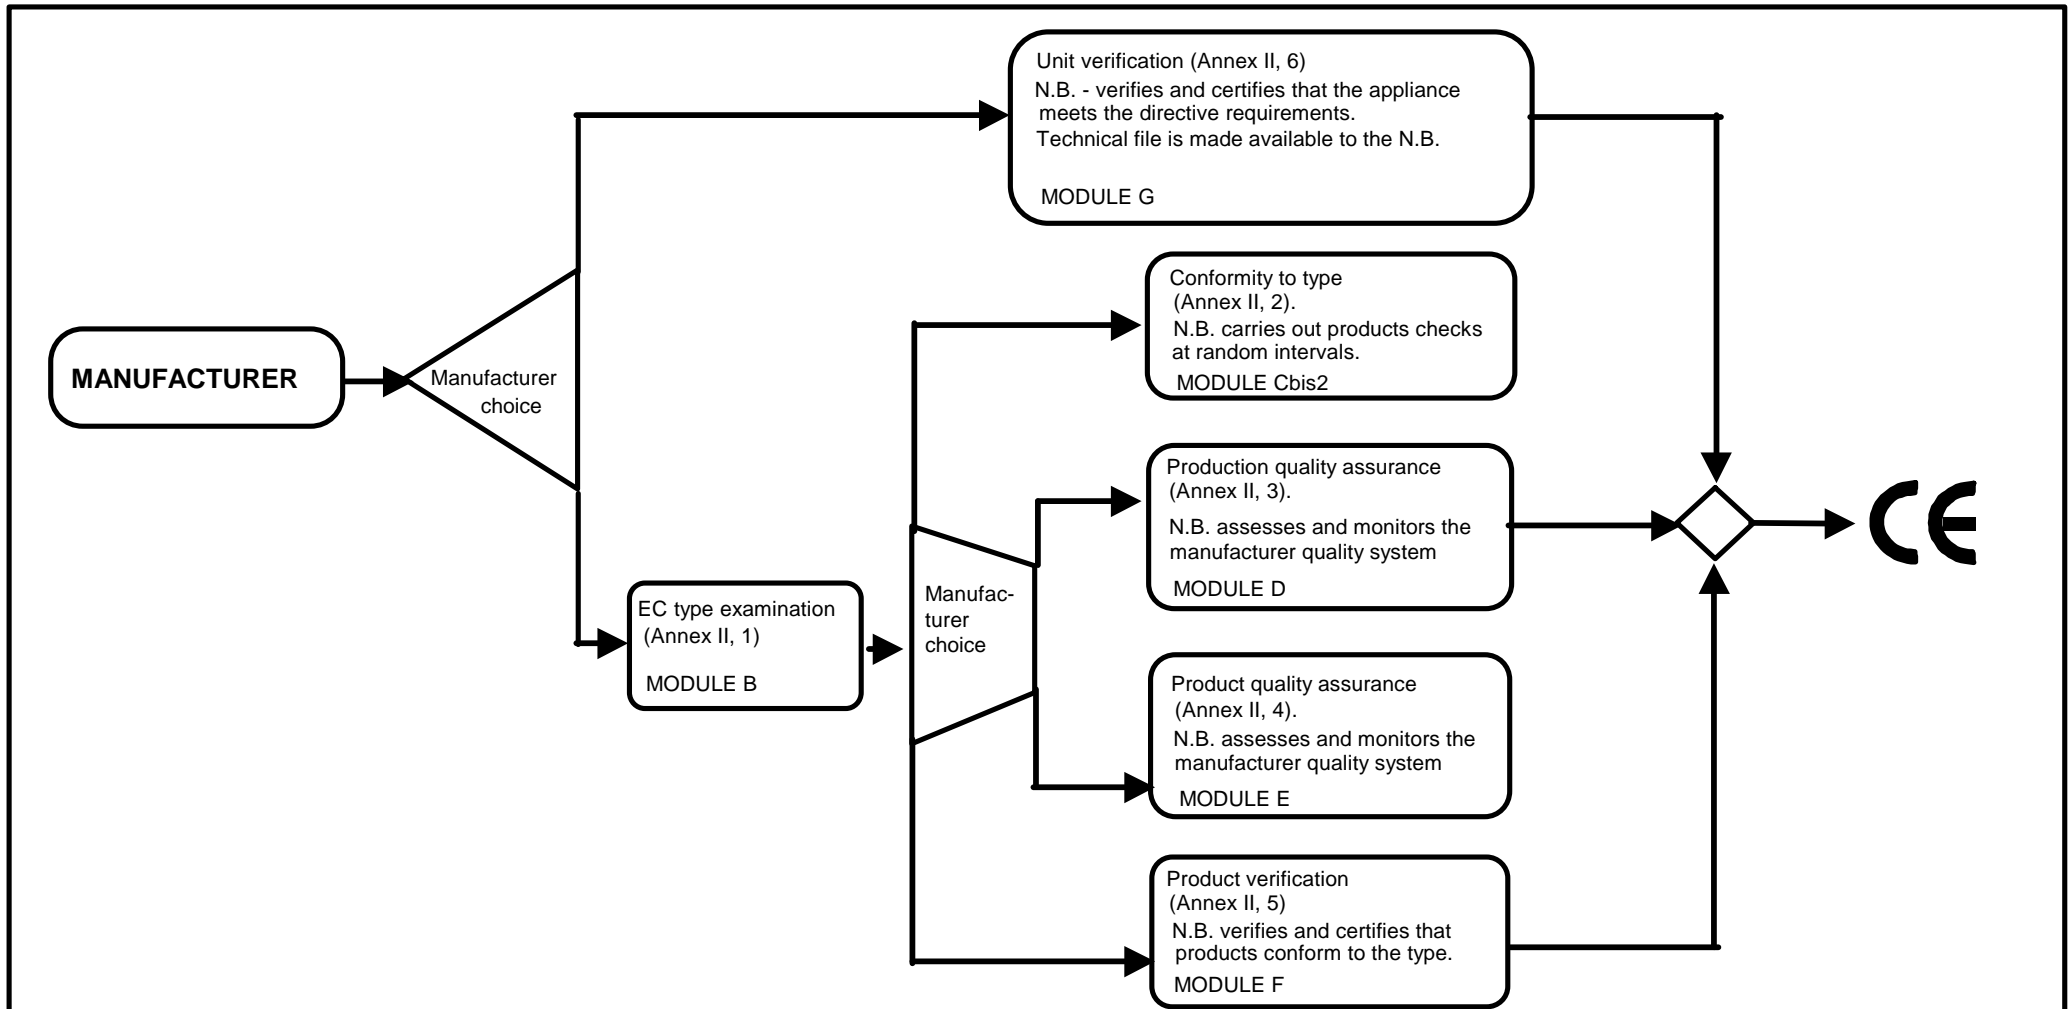 Unit verification (Annex II, 6)
N.B. - verifies and certifies that the appliance
meets the directive requirements.
Technical file is made available to the N.B.
MODULE G
Conformity to type
(Annex II, 2).
N.B. carries out products checks
at random intervals.
MODULE Cbis2
MANUFACTURER
Manufacturer
choice
Production quality assurance
(Annex II, 3).
N.B. assesses and monitors the
manufacturer quality system
MODULE D
CE
EC type examination
(Annex II, 1)
MODULE B
Manufac-
turer
choice
Product quality assurance
(Annex II, 4).
N.B. assesses and monitors the
manufacturer quality system
MODULE E
Product verification
(Annex II, 5)
N.B. verifies and certifies that
products conform to the type.
MODULE F